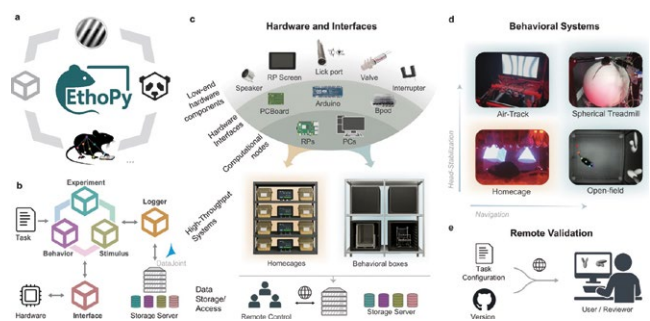 a
EthoPy
...
b
Experiment
Task
Logger
Behavior
Stimulus
DataJoint
Hardware
Interface
Storage Server
c
Hardware and Interfaces
Low-end
hardware
components
Hardware Interfaces
Computational
nodes
High-Throughput
Systems
Data
Storage/
Access
Speaker
RP Screen
Lick port
Valve
Interrupter
PCBoard
Arduino
Bpod
RPs
PCs
Homecages
Behavioral boxes
Remote Control
Storage Server
d
Behavioral Systems
Head-Stabilization
Air-Track
Spherical Treadmill
Homecage
Open-field
Navigation
e
Remote Validation
Task
Configuration
Version
User / Reviewer